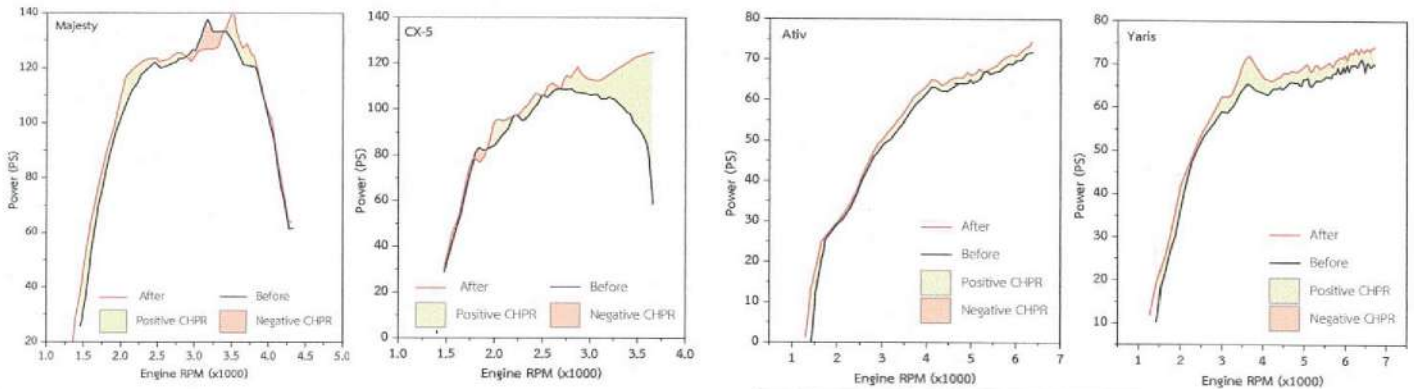 Majesty
Power (PS)
140
120
100
80
60
40
20
1.0 1.5 2.0 2.5 3.0 3.5 4.0 4.5 5.0
Engine RPM (x1000)
After
Before
Positive CHPR
Negative CHPR
CX-5
Power (PS)
140
120
100
80
60
40
20
0
1.0 1.5 2.0 2.5 3.0 3.5 4.0
Engine RPM (x1000)
After
Before
Positive CHPR
Negative CHPR
Ativ
Power (PS)
80
70
60
50
40
30
20
10
0
1 2 3 4 5 6 7
Engine RPM (x1000)
After
Before
Positive CHPR
Negative CHPR
Yaris
Power (PS)
80
70
60
50
40
30
20
10
1 2 3 4 5 6 7
Engine RPM (x1000)
After
Before
Positive CHPR
Negative CHPR